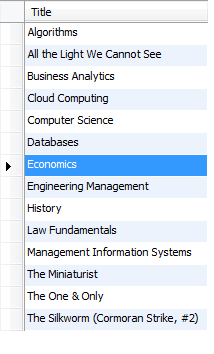 Title
Algorithms
All the Light We Cannot See
Business Analytics
Cloud Computing
Computer Science
Databases
Economics
Engineering Management
History
Law Fundamentals
Management Information Systems
The Miniaturist
The One & Only
The Silkworm (Cormoran Strike, #2)